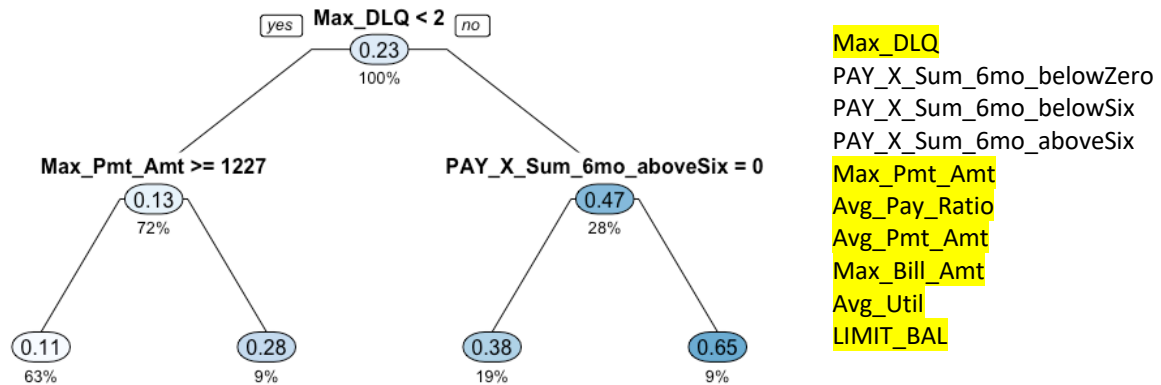 yes Max_DLQ < 2 no
0.23
100%
Max_Pmt_Amt >= 1227 PAY_X_Sum_6mo_aboveSix = 0
0.13 0.47
72% 28%
0.11 0.28 0.38 0.65
63% 9% 19% 9%
Max_DLQ
PAY_X_Sum_6mo_belowZero
PAY_X_Sum_6mo_belowSix
PAY_X_Sum_6mo_aboveSix
Max_Pmt_Amt
Avg_Pay_Ratio
Avg_Pmt_Amt
Max_Bill_Amt
Avg_Util
LIMIT_BAL